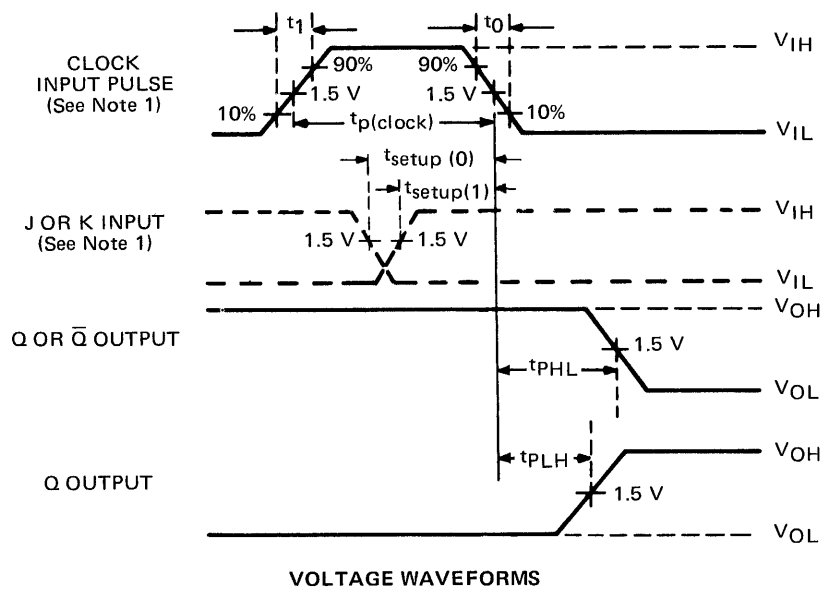 t1
t0
VIH
CLOCK
INPUT PULSE
(See Note 1)
90%
90%
1.5 V
1.5 V
10%
10%
tp(clock)
VIL
tsetup (0)
tsetup(1)
J OR K INPUT
(See Note 1)
VIH
1.5 V
1.5 V
VIL
VOH
Q OR Q̅ OUTPUT
1.5 V
tPHL
VOL
VOH
tPLH
Q OUTPUT
1.5 V
VOL
VOLTAGE WAVEFORMS